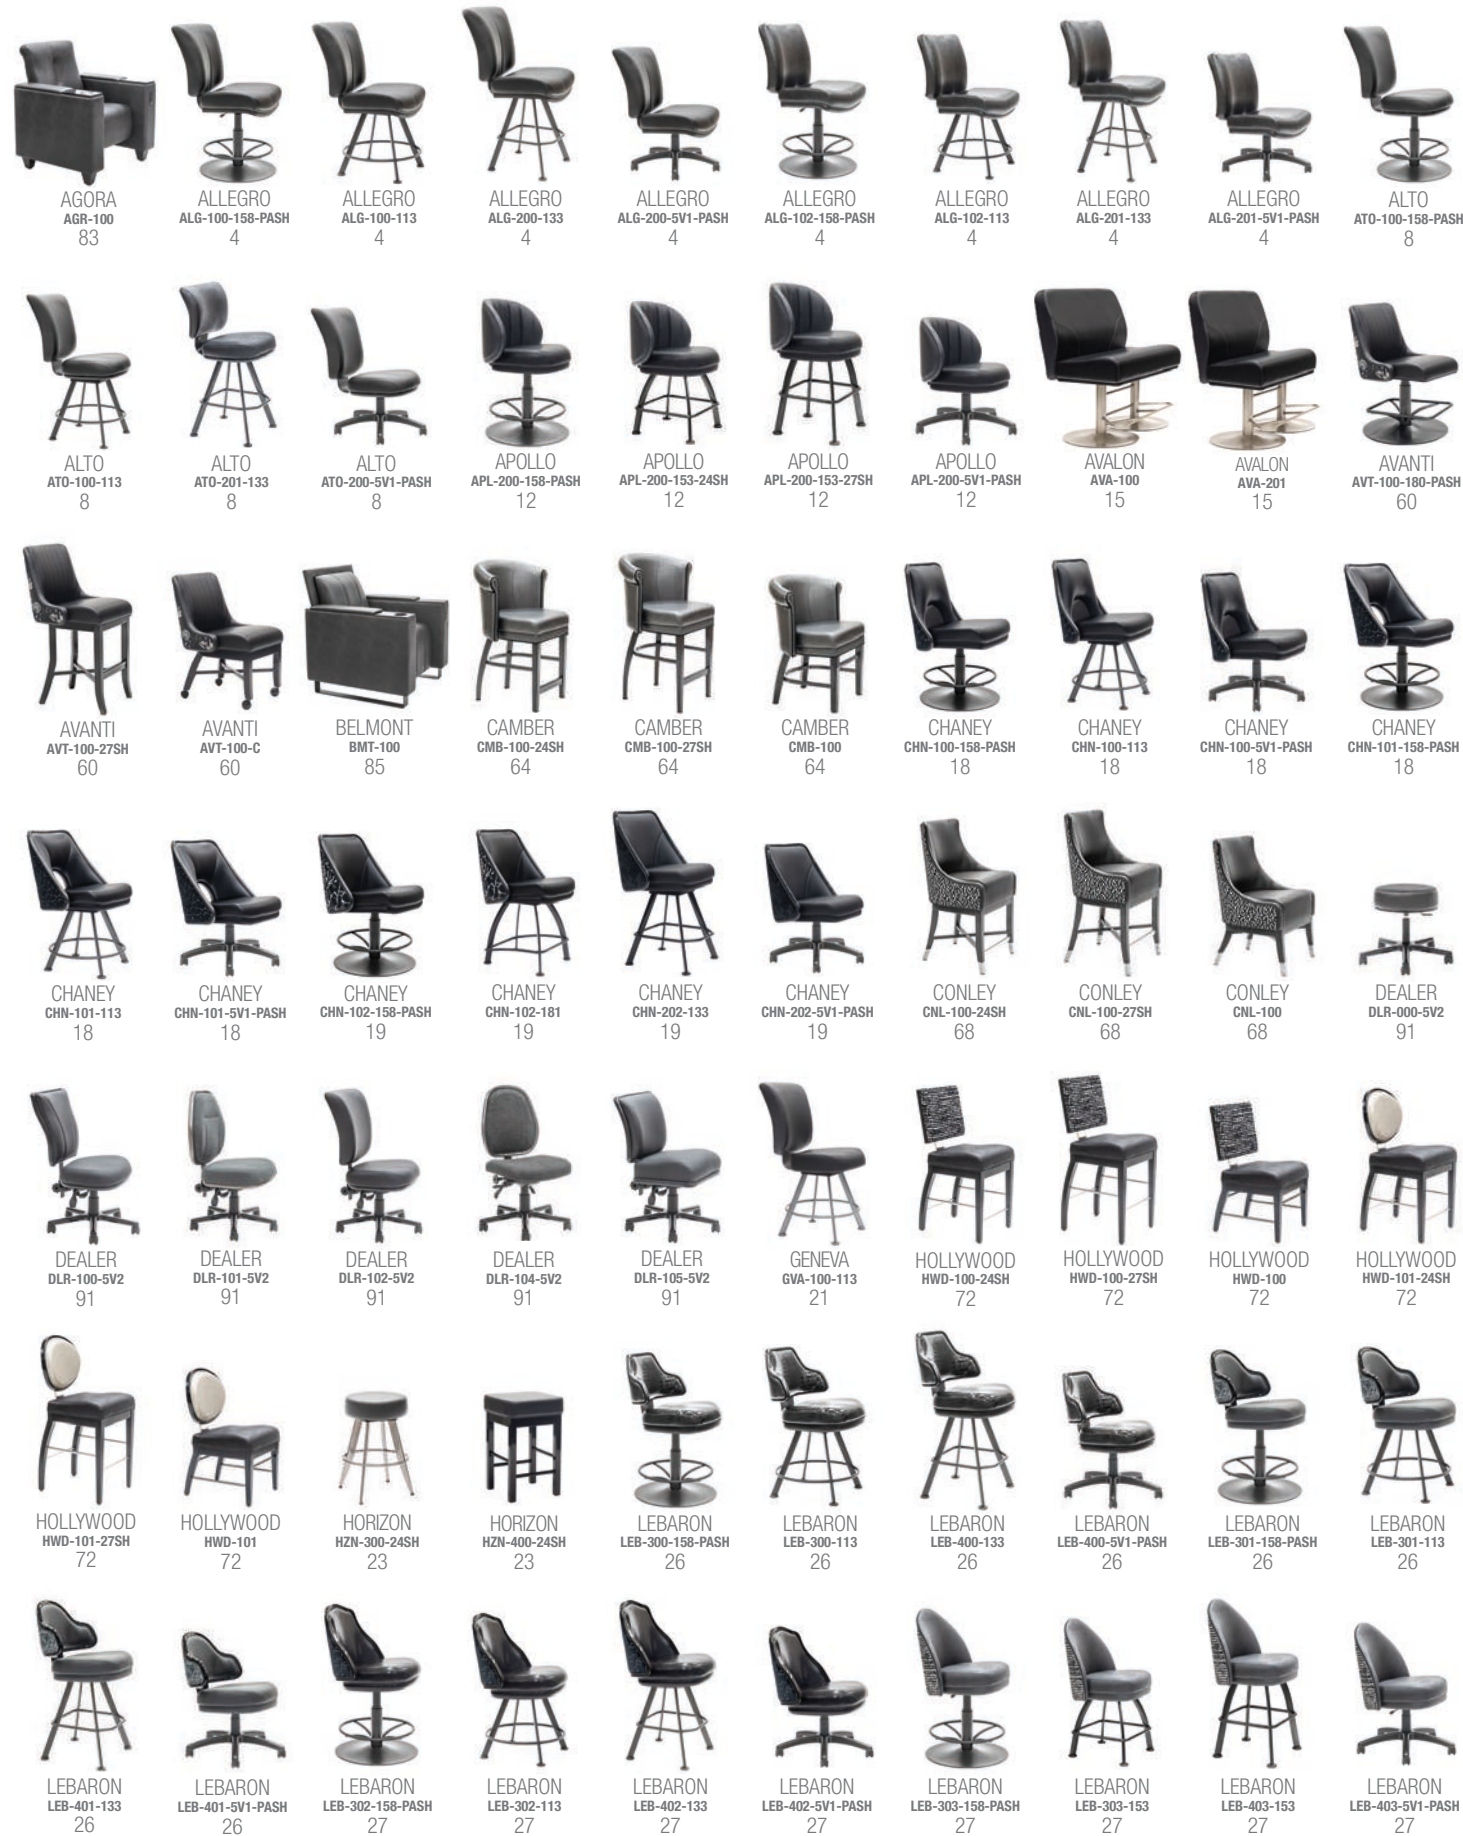 AGORA
AGR-100
83
ALLEGRO
ALG-100-158-PASH
4
ALLEGRO
ALG-100-113
4
ALLEGRO
ALG-200-133
4
ALLEGRO
ALG-200-5V1-PASH
4
ALLEGRO
ALG-102-158-PASH
4
ALLEGRO
ALG-102-113
4
ALLEGRO
ALG-201-133
4
ALLEGRO
ALG-201-5V1-PASH
4
ALTO
ATO-100-158-PASH
8
ALTO
ATO-100-113
8
ALTO
ATO-201-133
8
ALTO
ATO-200-5V1-PASH
8
APOLLO
APL-200-158-PASH
12
APOLLO
APL-200-153-24SH
12
APOLLO
APL-200-153-27SH
12
APOLLO
APL-200-5V1-PASH
12
AVALON
AVA-100
15
AVALON
AVA-201
15
AVANTI
AVT-100-180-PASH
60
AVANTI
AVT-100-27SH
60
AVANTI
AVT-100-C
60
BELMONT
BMT-100
85
CAMBER
CMB-100-24SH
64
CAMBER
CMB-100-27SH
64
CAMBER
CMB-100
64
CHANEY
CHN-100-158-PASH
18
CHANEY
CHN-100-113
18
CHANEY
CHN-100-5V1-PASH
18
CHANEY
CHN-101-158-PASH
18
CHANEY
CHN-101-113
18
CHANEY
CHN-101-5V1-PASH
18
CHANEY
CHN-102-158-PASH
19
CHANEY
CHN-102-181
19
CHANEY
CHN-202-133
19
CHANEY
CHN-202-5V1-PASH
19
CONLEY
CNL-100-24SH
68
CONLEY
CNL-100-27SH
68
CONLEY
CNL-100
68
DEALER
DLR-000-5V2
91
DEALER
DLR-100-5V2
91
DEALER
DLR-101-5V2
91
DEALER
DLR-102-5V2
91
DEALER
DLR-104-5V2
91
DEALER
DLR-105-5V2
91
GENEVA
GVA-100-113
21
HOLLYWOOD
HWD-100-24SH
72
HOLLYWOOD
HWD-100-27SH
72
HOLLYWOOD
HWD-100
72
HOLLYWOOD
HWD-101-24SH
72
HOLLYWOOD
HWD-101-27SH
72
HOLLYWOOD
HWD-101
72
HORIZON
HZN-300-24SH
23
HORIZON
HZN-400-24SH
23
LEBARON
LEB-300-158-PASH
26
LEBARON
LEB-300-113
26
LEBARON
LEB-400-133
26
LEBARON
LEB-400-5V1-PASH
26
LEBARON
LEB-301-158-PASH
26
LEBARON
LEB-301-113
26
LEBARON
LEB-401-133
26
LEBARON
LEB-401-5V1-PASH
26
LEBARON
LEB-302-158-PASH
27
LEBARON
LEB-302-113
27
LEBARON
LEB-402-133
27
LEBARON
LEB-402-5V1-PASH
27
LEBARON
LEB-303-158-PASH
27
LEBARON
LEB-303-153
27
LEBARON
LEB-403-153
27
LEBARON
LEB-403-5V1-PASH
27